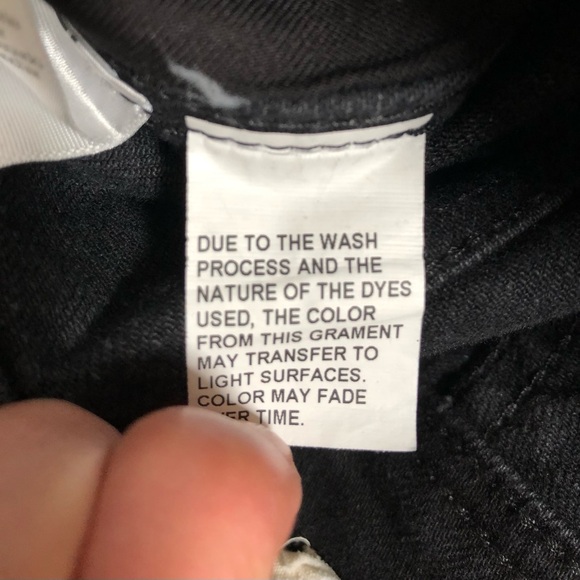 DUE TO THE WASH
PROCESS AND THE
NATURE OF THE DYES
USED, THE COLOR
FROM THIS GRAMENT
MAY TRANSFER TO
LIGHT SURFACES.
COLOR MAY FADE
TIME.